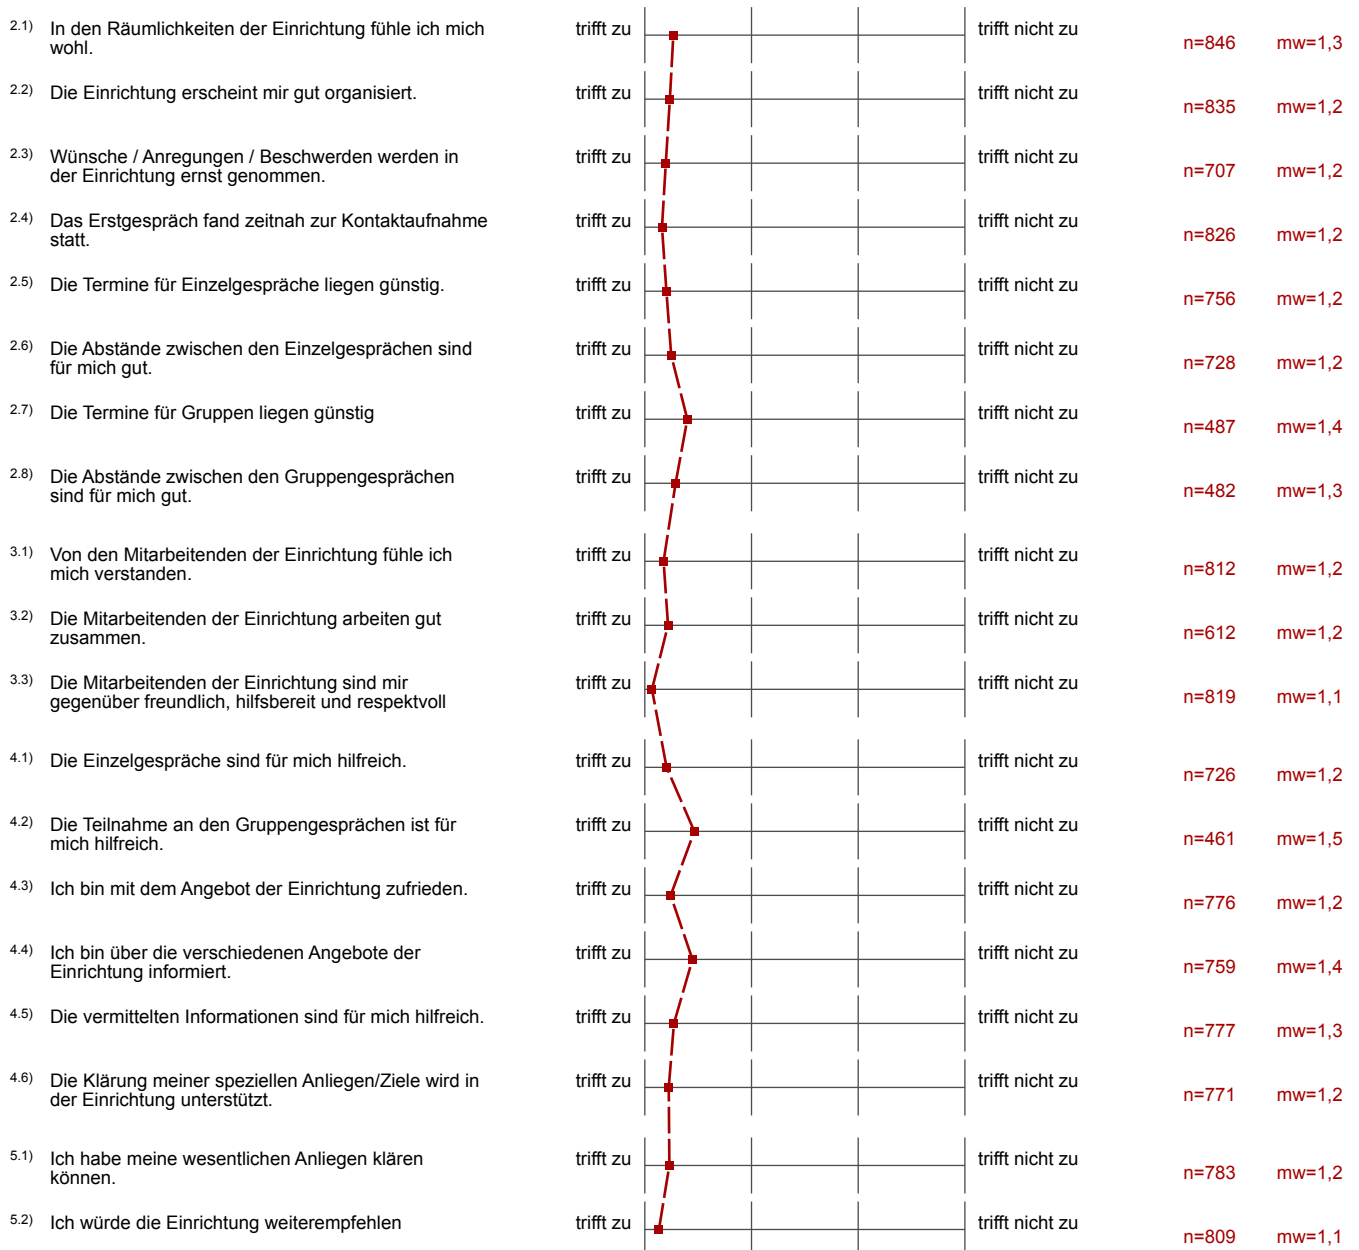 2.1) In den Räumlichkeiten der Einrichtung fühle ich mich trifft zu trifft nicht zu
wohl. n=846 mw=1,3
2.2) Die Einrichtung erscheint mir gut organisiert. trifft zu trifft nicht zu
n=835 mw=1,2
2.3) Wünsche / Anregungen / Beschwerden werden in trifft zu trifft nicht zu
der Einrichtung ernst genommen. n=707 mw=1,2
2.4) Das Erstgespräch fand zeitnah zur Kontaktaufnahme trifft zu trifft nicht zu
statt. n=826 mw=1,2
2.5) Die Termine für Einzelgespräche liegen günstig. trifft zu trifft nicht zu
n=756 mw=1,2
2.6) Die Abstände zwischen den Einzelgesprächen sind trifft zu trifft nicht zu
für mich gut. n=728 mw=1,2
2.7) Die Termine für Gruppen liegen günstig trifft zu trifft nicht zu
n=487 mw=1,4
2.8) Die Abstände zwischen den Gruppengesprächen trifft zu trifft nicht zu
sind für mich gut. n=482 mw=1,3
3.1) Von den Mitarbeitenden der Einrichtung fühle ich trifft zu trifft nicht zu
mich verstanden. n=812 mw=1,2
3.2) Die Mitarbeitenden der Einrichtung arbeiten gut trifft zu trifft nicht zu
zusammen. n=612 mw=1,2
3.3) Die Mitarbeitenden der Einrichtung sind mir trifft zu trifft nicht zu
gegenüber freundlich, hilfsbereit und respektvoll n=819 mw=1,1
4.1) Die Einzelgespräche sind für mich hilfreich. trifft zu trifft nicht zu
n=726 mw=1,2
4.2) Die Teilnahme an den Gruppengesprächen ist für trifft zu trifft nicht zu
mich hilfreich. n=461 mw=1,5
4.3) Ich bin mit dem Angebot der Einrichtung zufrieden. trifft zu trifft nicht zu
n=776 mw=1,2
4.4) Ich bin über die verschiedenen Angebote der trifft zu trifft nicht zu
Einrichtung informiert. n=759 mw=1,4
4.5) Die vermittelten Informationen sind für mich hilfreich. trifft zu trifft nicht zu
n=777 mw=1,3
4.6) Die Klärung meiner speziellen Anliegen/Ziele wird in trifft zu trifft nicht zu
der Einrichtung unterstützt. n=771 mw=1,2
5.1) Ich habe meine wesentlichen Anliegen klären trifft zu trifft nicht zu
können. n=783 mw=1,2
5.2) Ich würde die Einrichtung weiterempfehlen trifft zu trifft nicht zu
n=809 mw=1,1